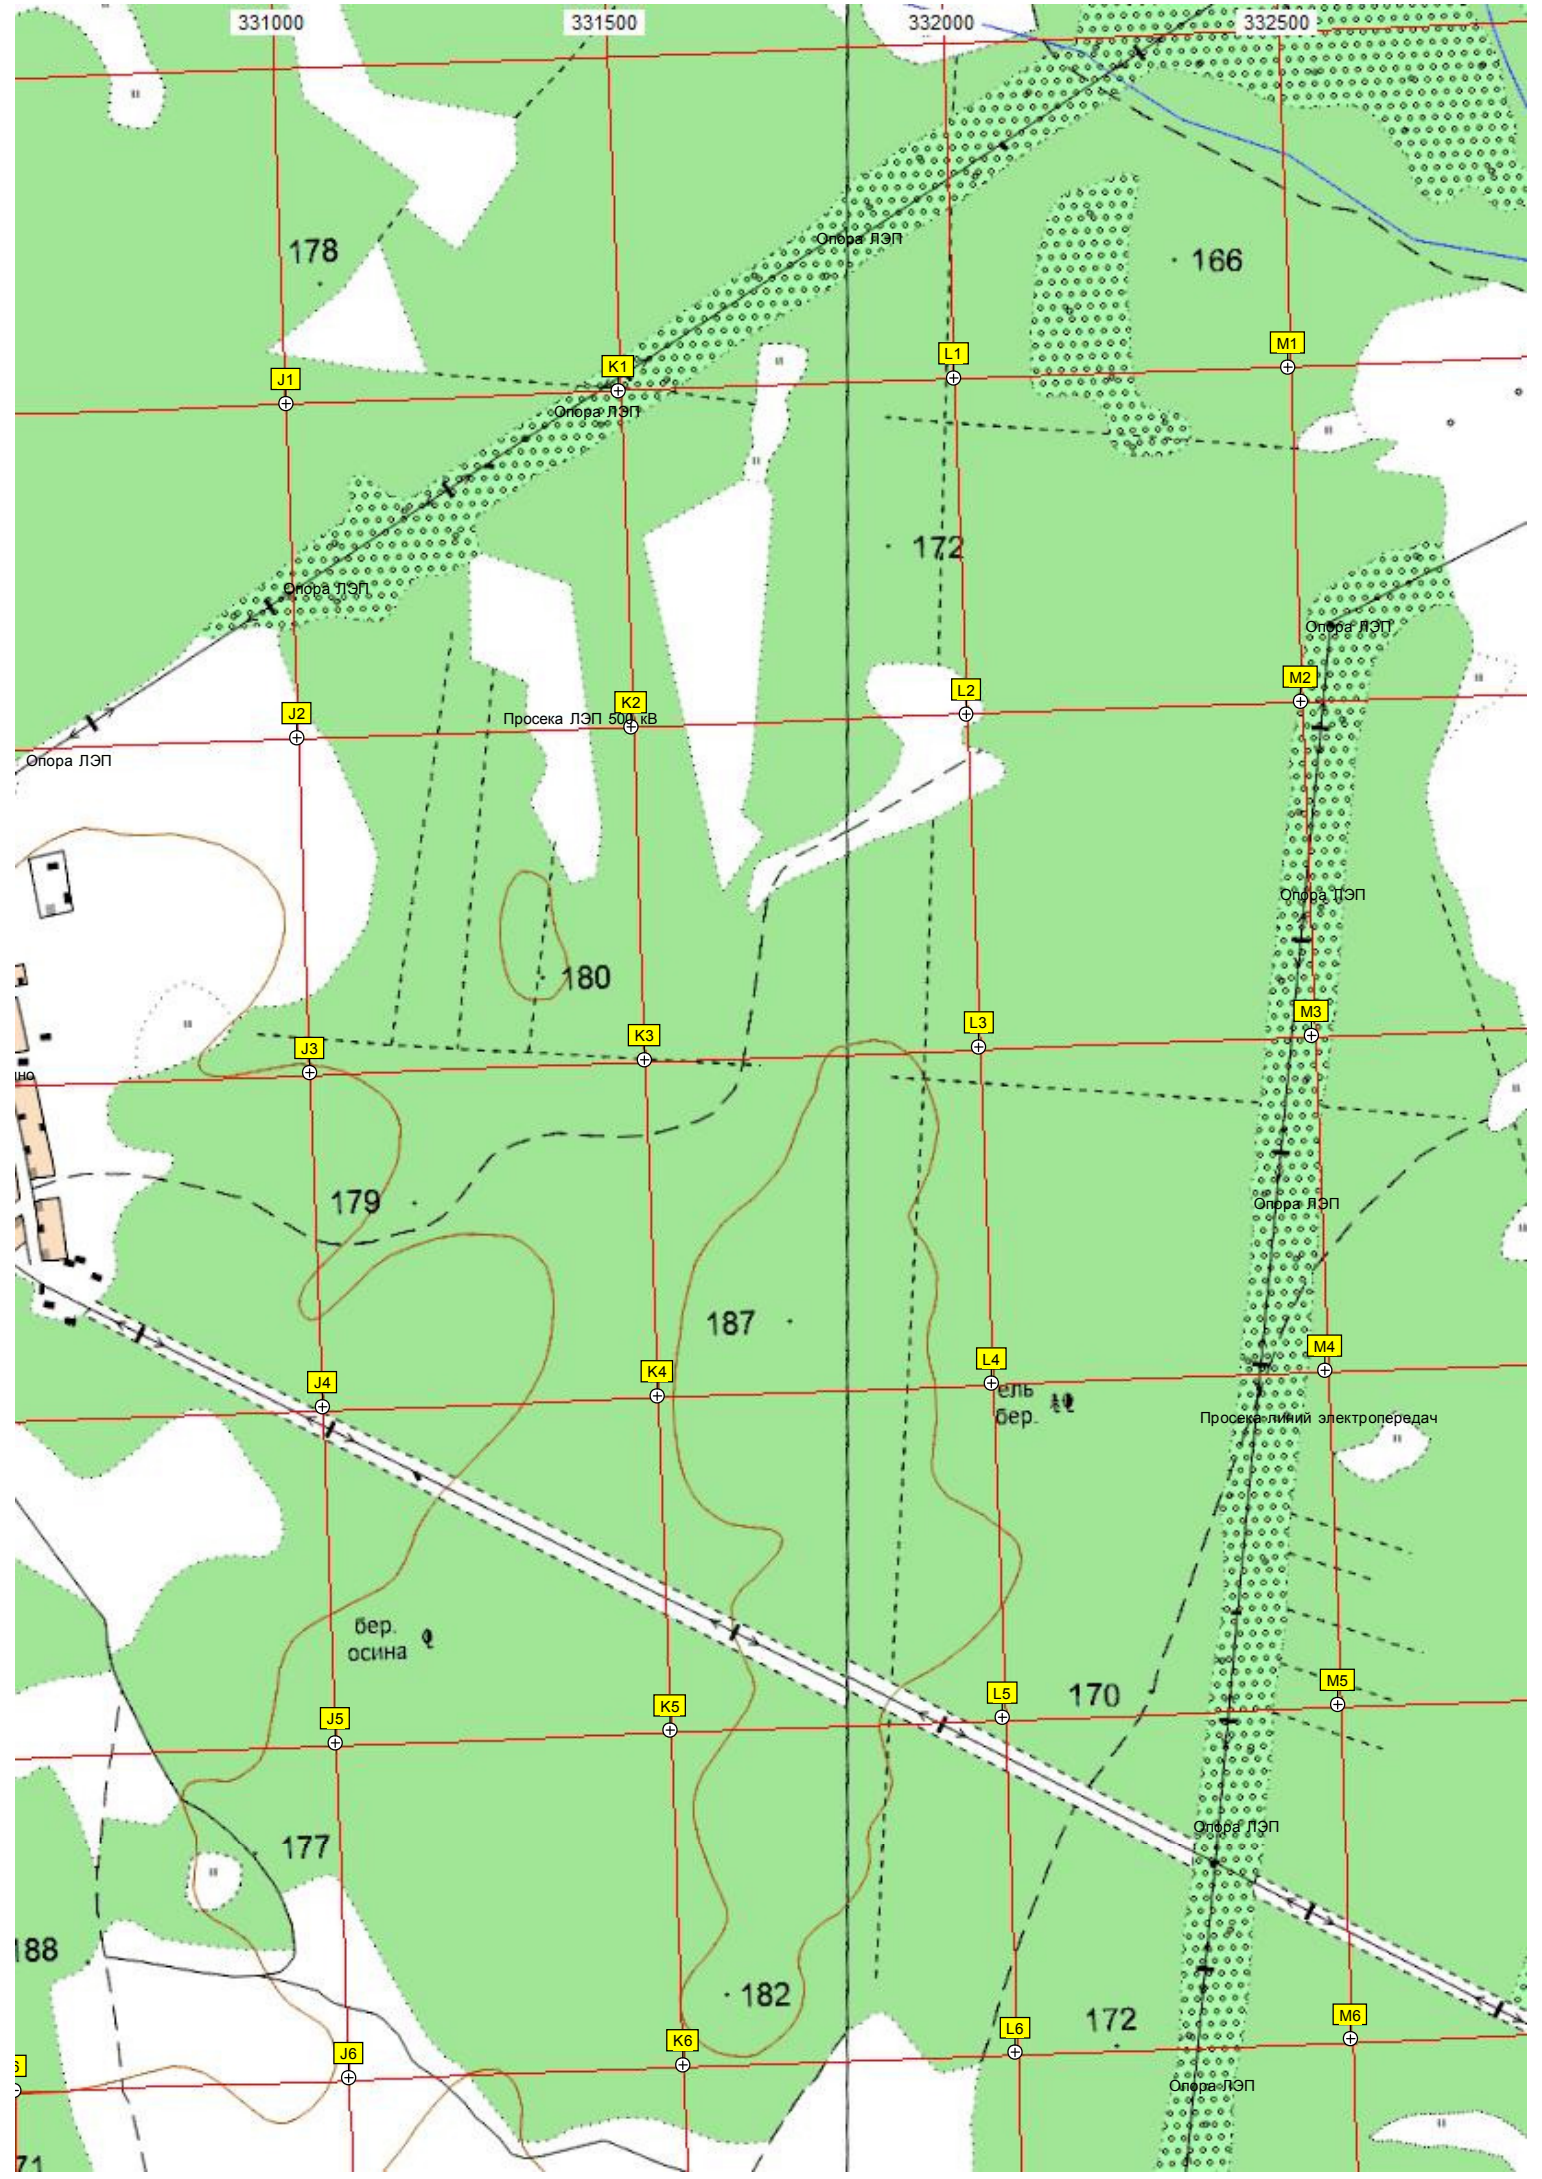 331000 331500 332000 332500
178
Опора ЛЭП
166
M1
L1
K1
J1
Опора ЛЭП
172
Опора ЛЭП
Опора ЛЭП
M2
L2
K2
J2
Просека ЛЭП 500 кВ
Опора ЛЭП
Опора ЛЭП
180
M3
L3
K3
J3
но
179
Опора ЛЭП
187
M4
L4
K4
J4
ель
бер.
Просека линий электропередач
бер.
осина
M5
L5
170
K5
J5
Опора ЛЭП
177
188
182
M6
172
L6
K6
J6
6
Опора ЛЭП
71